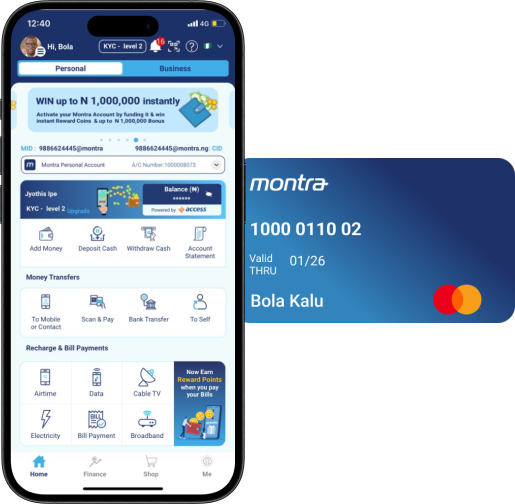 12:40
4G
Hi, Bola
KYC - level 2
16
Personal
Business
WIN up to N 1,000,000 instantly
Activate your Montra Account by funding it & win
instant Reward Coins & up to N 1,000,000 Bonus
MID : 9886624445@montra
9886624445@montra.ng: CID
m
Montra Personal Account
A/C Number:1000008073
Jyothis Ipe
KYC - level 2 Upgrade
Balance (₦)
******
Powered by access
Add Money
Deposit Cash
Withdraw Cash
Account
Statement
Money Transfers
To Mobile
or Contact
Scan & Pay
Bank Transfer
To Self
Recharge & Bill Payments
Airtime
Data
Cable TV
Now Earn
Reward Points
when you pay
your Bills
BILL
Electricity
Bill Payment
Broadband
Home
Finance
Shop
Me
montra
1000 0110 02
Valid
THRU
01/26
Bola Kalu